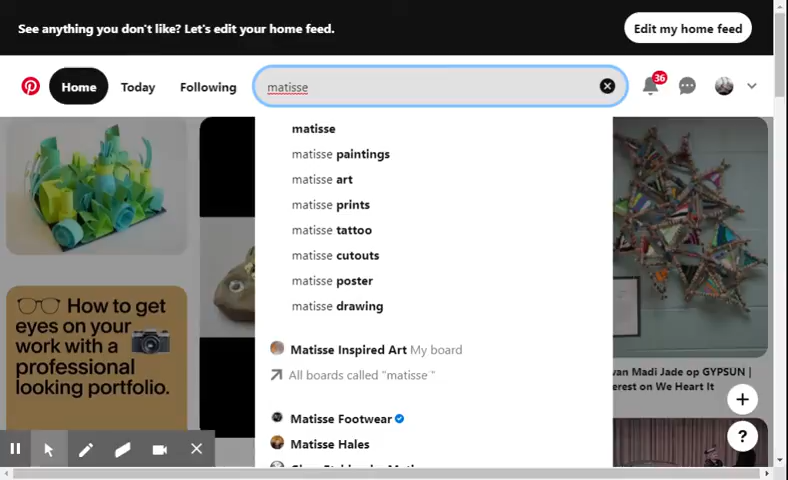 See anything you don't like? Let's edit your home feed.
Edit my home feed
Home
Today
Following
matisse
36
matisse
matisse paintings
matisse art
matisse prints
matisse tattoo
matisse cutouts
matisse poster
matisse drawing
Matisse Inspired Art My board
All boards called "matisse "
Matisse Footwear
Matisse Hales
How to get
eyes on your
work with a
professional
looking portfolio.
van Madi Jade op GYPSUN |
erest on We Heart It
+
?